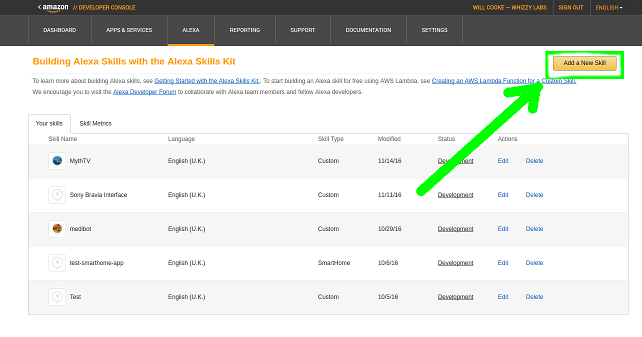 amazon // DEVELOPER CONSOLE WILL COOKE — WHIZZY LABS SIGN OUT ENGLISH
DASHBOARD APPS & SERVICES ALEXA REPORTING SUPPORT DOCUMENTATION SETTINGS
Building Alexa Skills with the Alexa Skills Kit
Add a New Skill
To learn more about building Alexa skills, see Getting Started with the Alexa Skills Kit. To start building an Alexa skill for free using AWS Lambda, see Creating an AWS Lambda Function for a Custom Skill.
We encourage you to visit the Alexa Developer Forum to collaborate with Alexa team members and fellow Alexa developers.
Your skills Skill Metrics
Skill Name Language Skill Type Modified Status Actions
MythTV English (U.K.) Custom 11/14/16 Development Edit Delete
Sony Bravia Interface English (U.K.) Custom 11/11/16 Development Edit Delete
medibot English (U.K.) Custom 10/29/16 Development Edit Delete
test-smarthome-app English (U.K.) SmartHome 10/6/16 Development Edit Delete
Test English (U.K.) Custom 10/5/16 Development Edit Delete